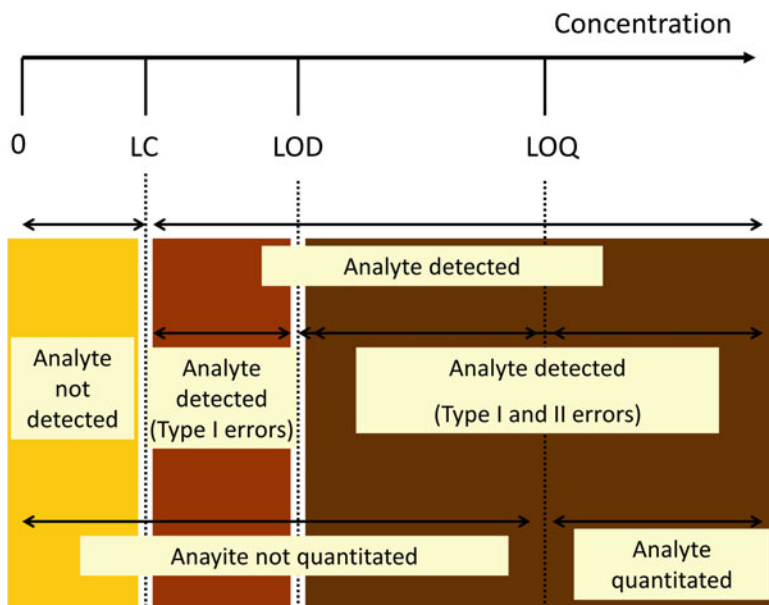 Concentration
0 LC LOD LOQ
Analyte detected
Analyte
not
detected
Analyte
detected
(Type I errors)
Analyte detected
(Type I and II errors)
Anayite not quantitated
Analyte
quantitated